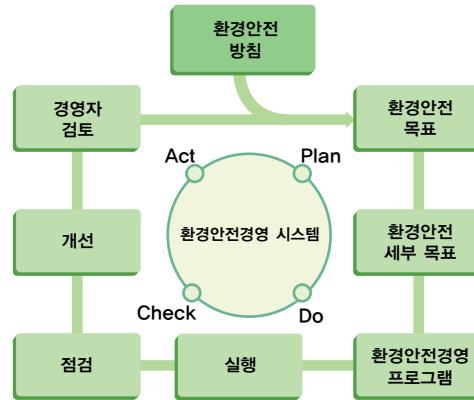 환경안전
방침
경영자
검토
환경안전
목표
Act
Plan
개선
환경안전경영 시스템
환경안전
세부 목표
Check
Do
점검
실행
환경안전경영
프로그램